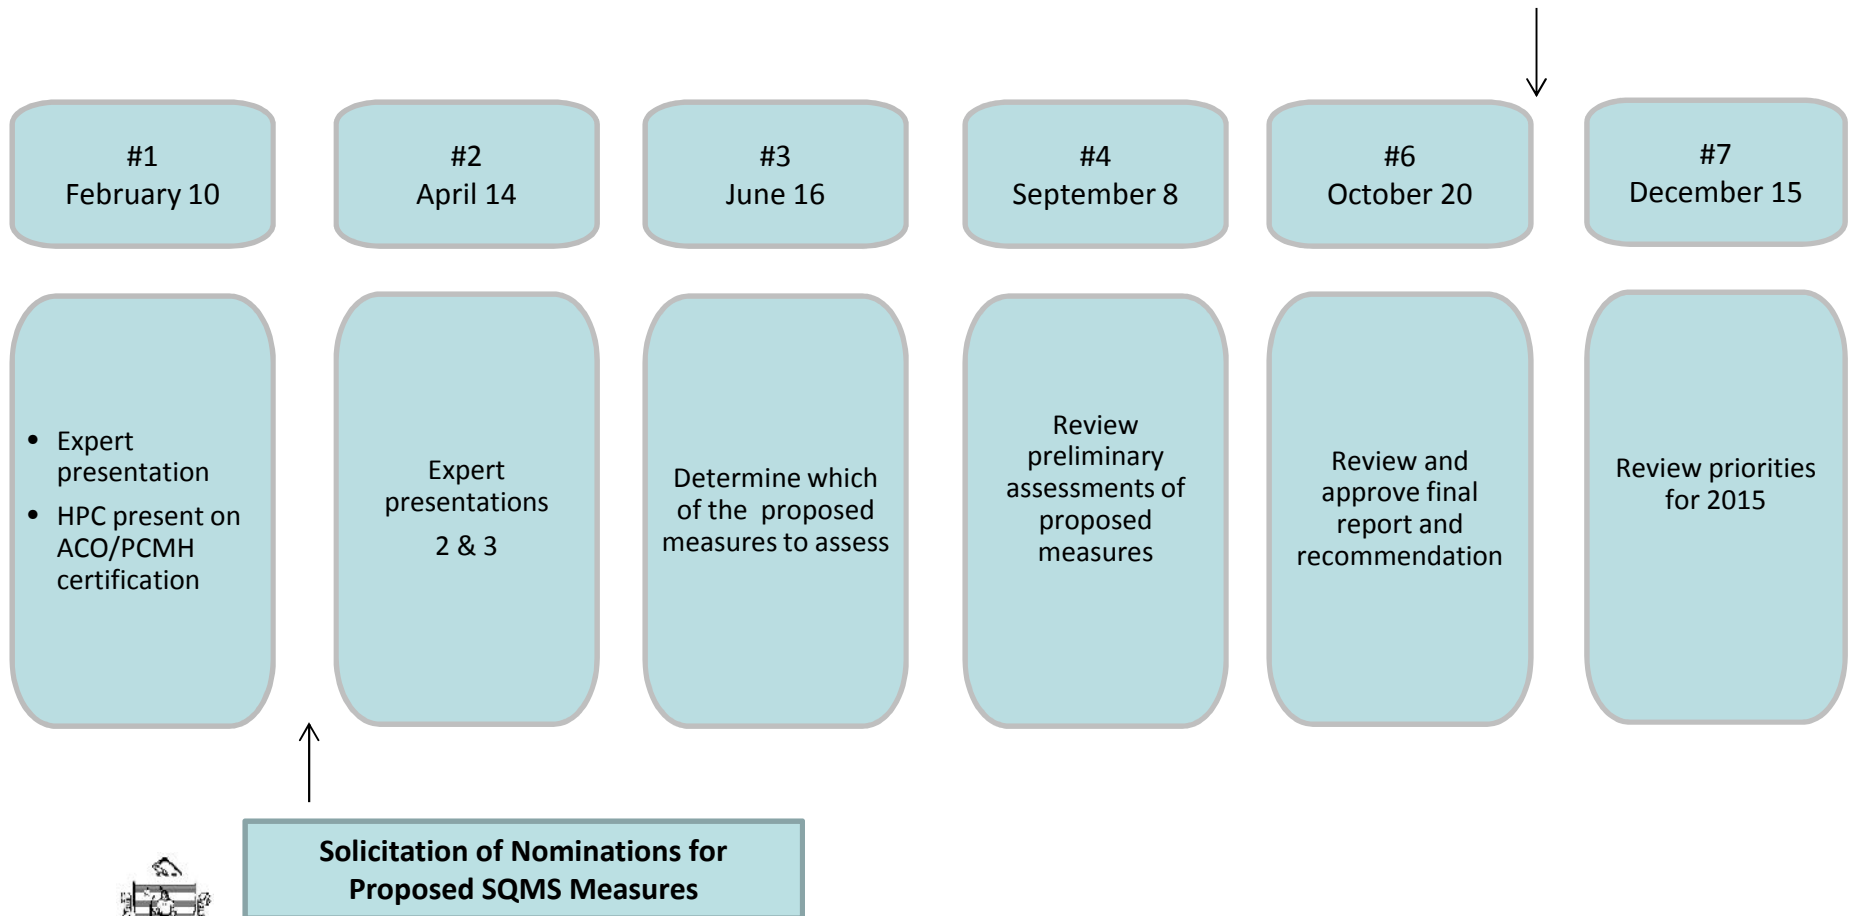 #1
February 10
#2
April 14
#3
June 16
#4
September 8
#6
October 20
#7
December 15
• Expert
presentation
• HPC present on
ACO/PCMH
certification
Expert
presentations
2 & 3
Determine which
of the proposed
measures to assess
Review
preliminary
assessments of
proposed
measures
Review and
approve final
report and
recommendation
Review priorities
for 2015
Solicitation of Nominations for
Proposed SQMS Measures